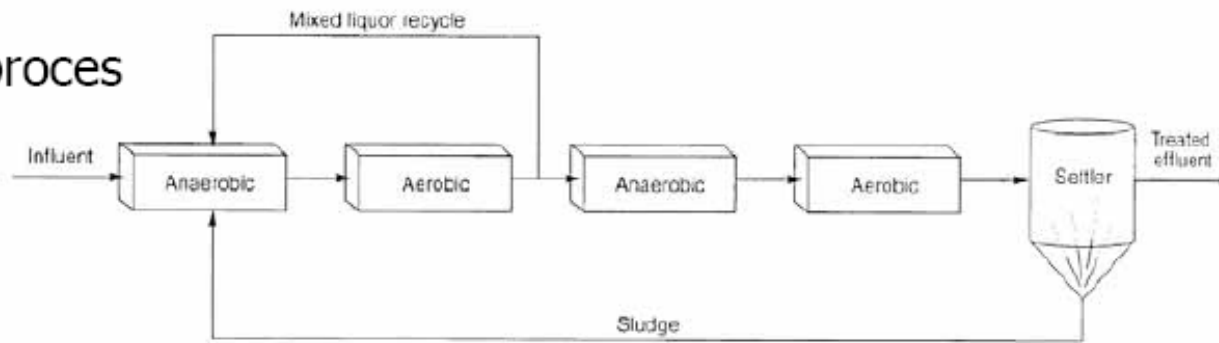 Mixed liquor recycle
proces
Influent
Anaerobic
Aerobic
Anaerobic
Aerobic
Settler
Treated
effluent
Sludge